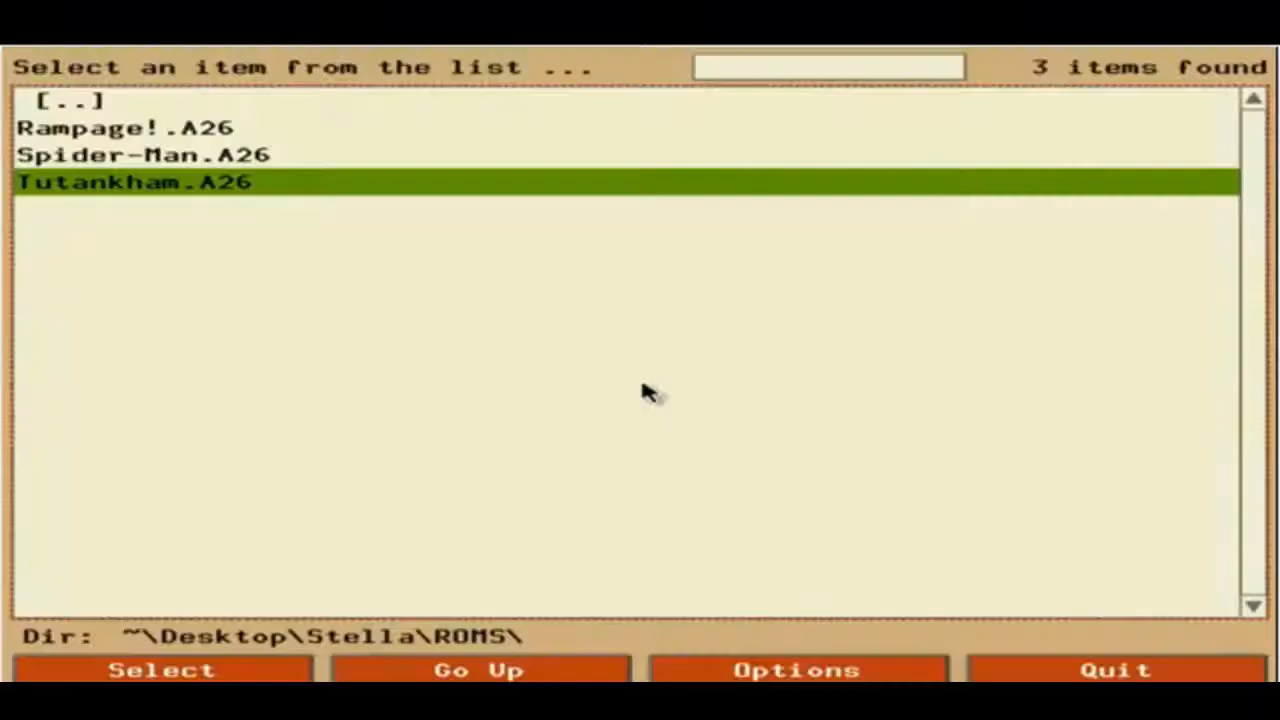 Select an item from the list ... 3 items found
[..]
Rampage!.A26
Spider-Man.A26
Tutankham.A26
Dir: ~\Desktop\Stella\ROMS\
Select Go Up Options Quit